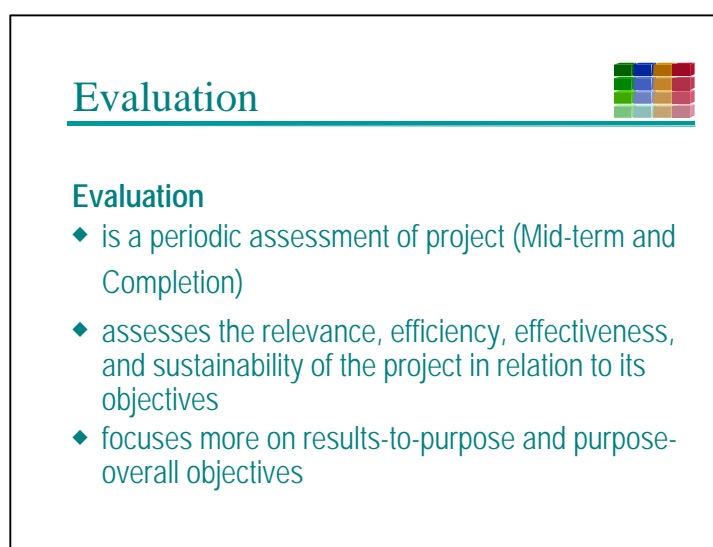 Evaluation
Evaluation
◆ is a periodic assessment of project (Mid-term and
Completion)
◆ assesses the relevance, efficiency, effectiveness,
and sustainability of the project in relation to its
objectives
◆ focuses more on results-to-purpose and purpose-
overall objectives